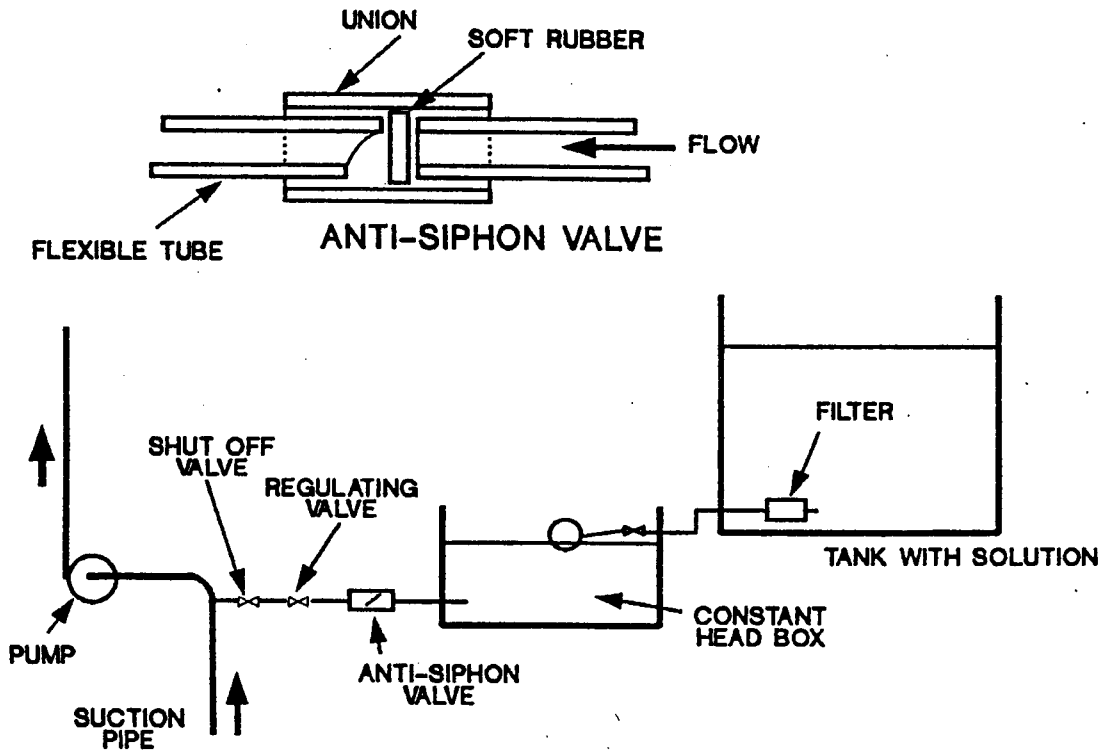 UNION
SOFT RUBBER
FLOW
FLEXIBLE TUBE
ANTI-SIPHON VALVE
FILTER
SHUT OFF
VALVE
REGULATING
VALVE
TANK WITH SOLUTION
CONSTANT
HEAD BOX
PUMP
ANTI-SIPHON
VALVE
SUCTION
PIPE